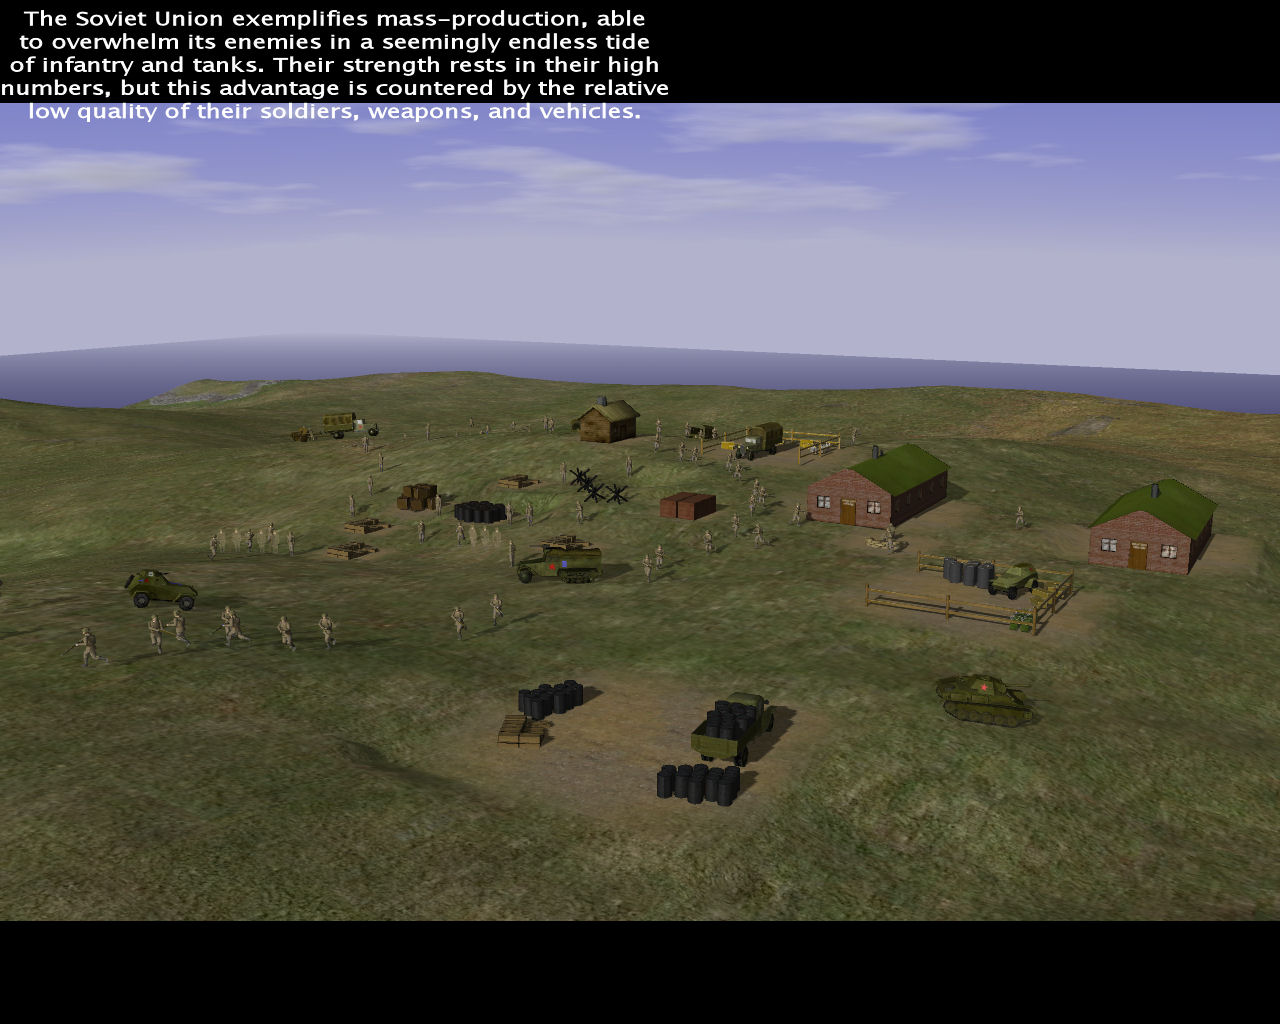 The Soviet Union exemplifies mass-production, able
to overwhelm its enemies in a seemingly endless tide
of infantry and tanks. Their strength rests in their high
numbers, but this advantage is countered by the relative
low quality of their soldiers, weapons, and vehicles.